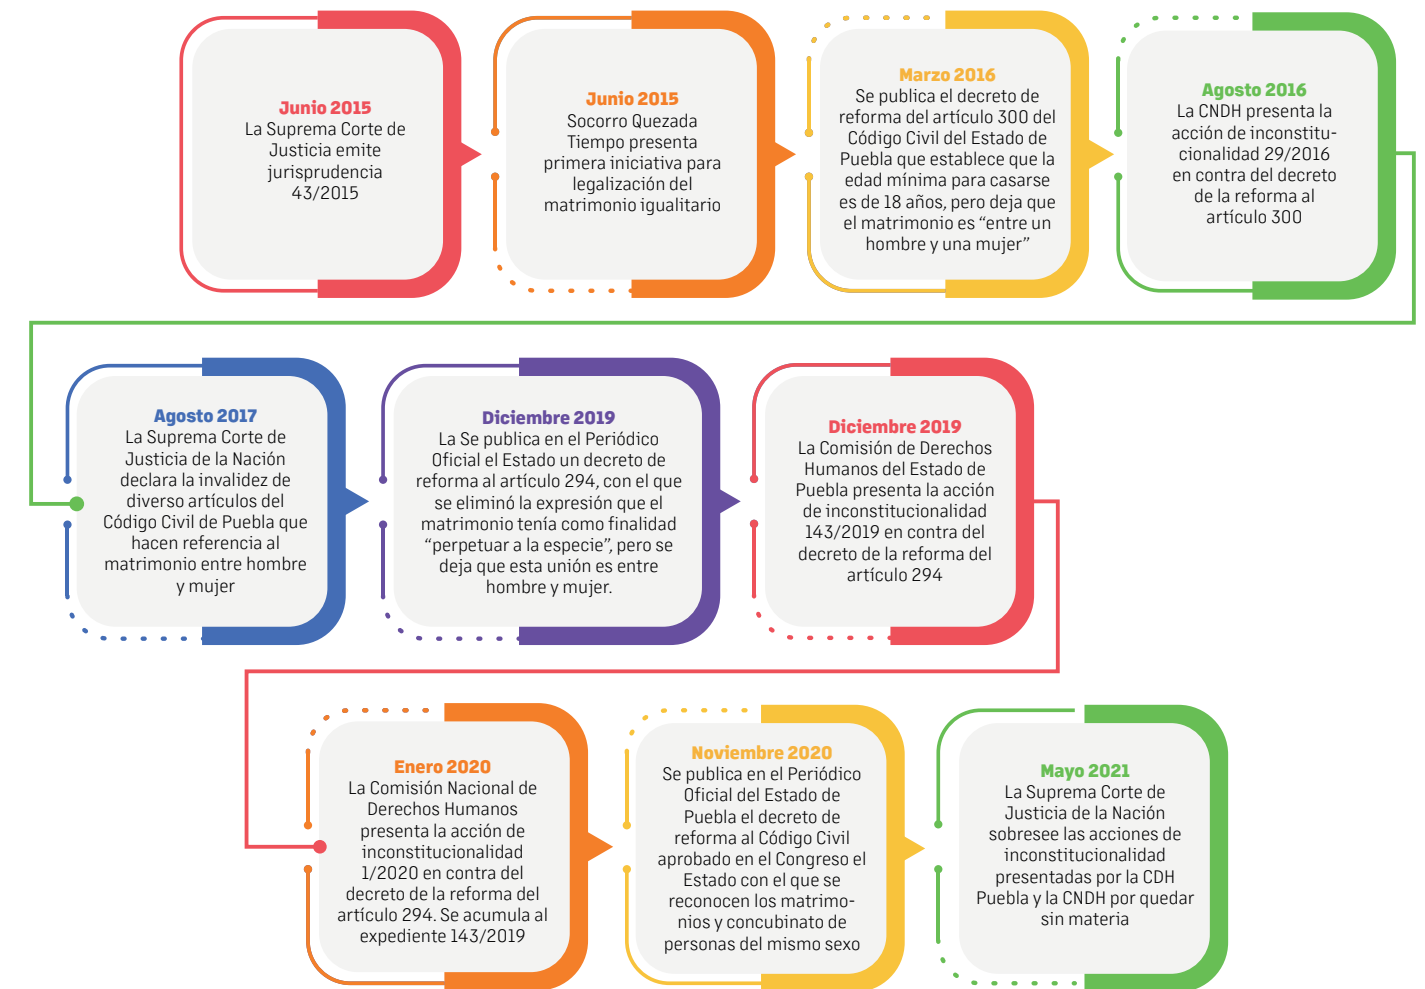 Junio 2015
La Suprema Corte de
Justicia emite
jurisprudencia
43/2015
Junio 2015
Socorro Quezada
Tiempo presenta
primera iniciativa para
legalización del
matrimonio igualitario
Marzo 2016
Se publica el decreto de
reforma del artículo 300 del
Código Civil del Estado de
Puebla que establece que la
edad mínima para casarse
es de 18 años, pero deja que
el matrimonio es “entre un
hombre y una mujer”
Agosto 2016
La CNDH presenta la
acción de inconstitu-
cionalidad 29/2016
en contra del decreto
de la reforma al
artículo 300
Agosto 2017
La Suprema Corte de
Justicia de la Nación
declara la invalidez de
diverso artículos del
Código Civil de Puebla que
hacen referencia al
matrimonio entre hombre
y mujer
Diciembre 2019
La Se publica en el Periódico
Oficial el Estado un decreto de
reforma al artículo 294, con el que
se eliminó la expresión que el
matrimonio tenía como finalidad
“perpetuar a la especie”, pero se
deja que esta unión es entre
hombre y mujer.
Diciembre 2019
La Comisión de Derechos
Humanos del Estado de
Puebla presenta la acción
de inconstitucionalidad
143/2019 en contra del
decreto de la reforma del
artículo 294
Enero 2020
La Comisión Nacional de
Derechos Humanos
presenta la acción de
inconstitucionalidad
1/2020 en contra del
decreto de la reforma del
artículo 294. Se acumula al
expediente 143/2019
Noviembre 2020
Se publica en el Periódico
Oficial del Estado de
Puebla el decreto de
reforma al Código Civil
aprobado en el Congreso el
Estado con el que se
reconocen los matrimo-
nios y concubinato de
personas del mismo sexo
Mayo 2021
La Suprema Corte de
Justicia de la Nación
sobresee las acciones de
inconstitucionalidad
presentadas por la CDH
Puebla y la CNDH por quedar
sin materia